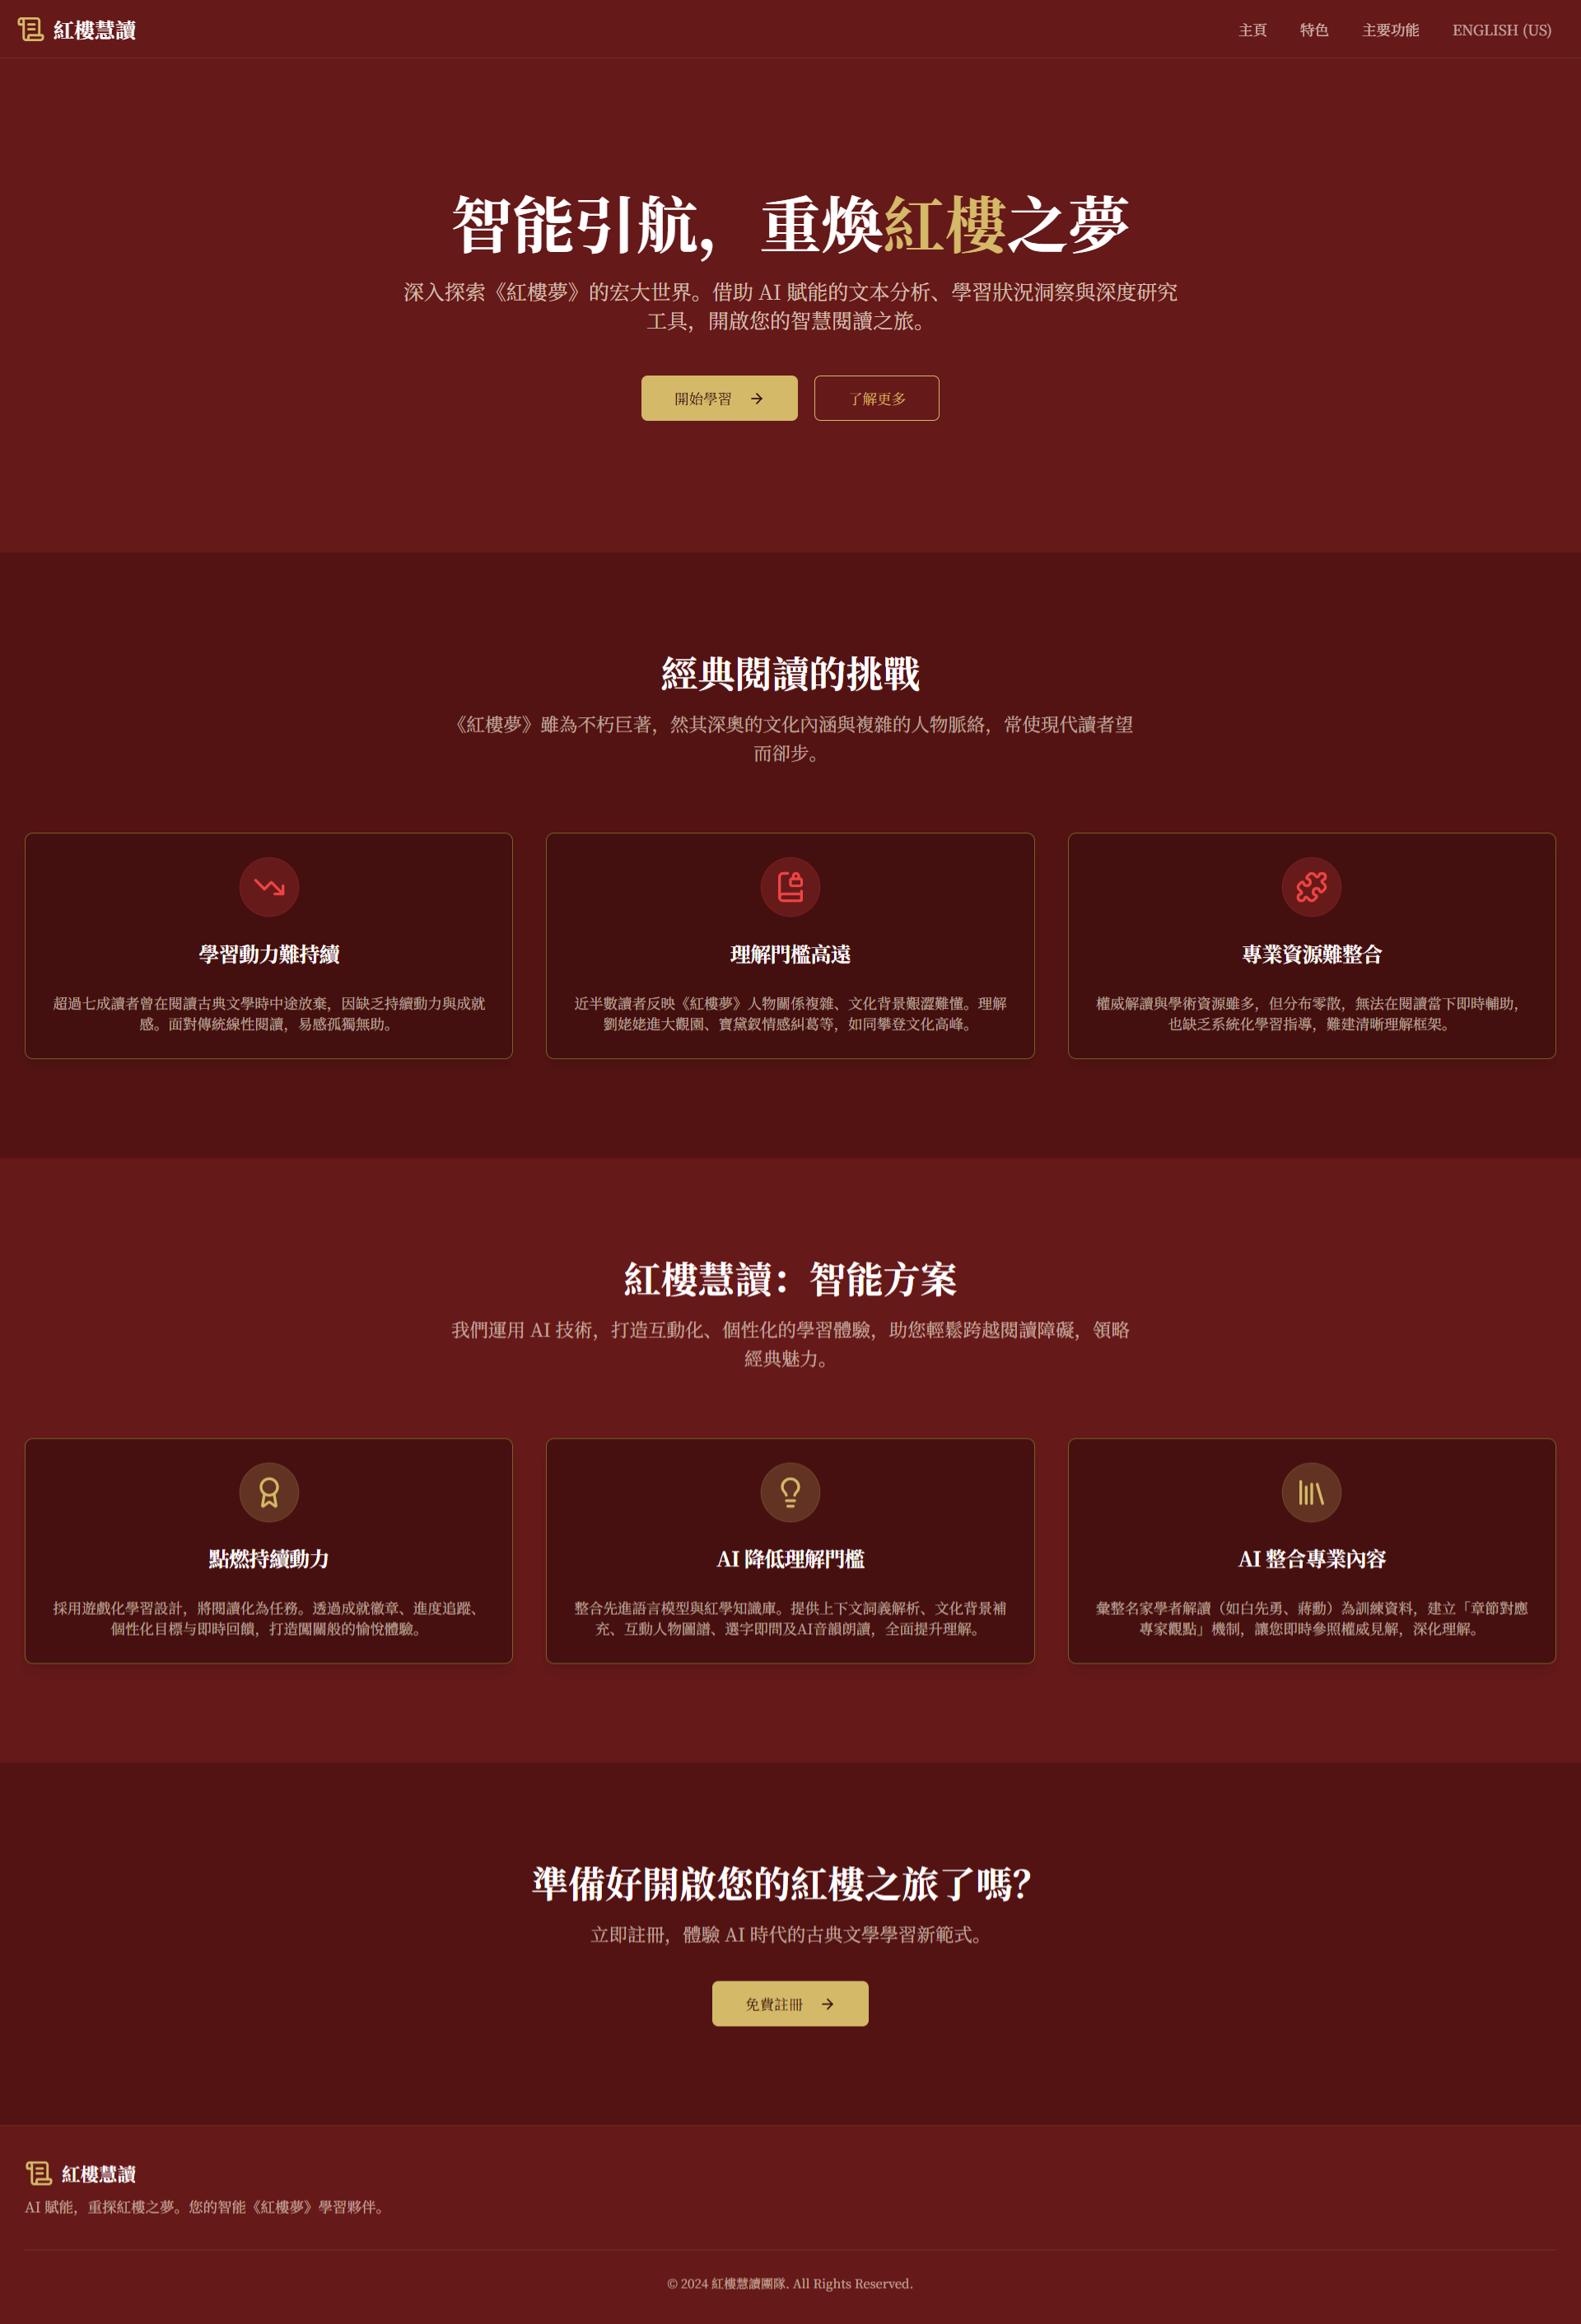 紅樓慧讀
主頁
特色
主要功能
ENGLISH (US)
智能引航，重煥紅樓之夢
深入探索《紅樓夢》的宏大世界。借助 AI 賦能的文本分析、學習狀況洞察與深度研究
工具，開啟您的智慧閱讀之旅。
開始學習
了解更多
經典閱讀的挑戰
《紅樓夢》雖為不朽巨著，然其深奧的文化內涵與複雜的人物脈絡，常使現代讀者望
而卻步。
學習動力難持續
超過七成讀者曾在閱讀古典文學時中途放棄，因缺乏持續動力與成就
感。面對傳統線性閱讀，易感孤獨無助。
理解門檻高遠
近半數讀者反映《紅樓夢》人物關係複雜、文化背景艱澀難懂。理解
劉姥姥進大觀園、寶黛釵情感糾葛等，如同攀登文化高峰。
專業資源難整合
權威解讀與學術資源雖多，但分布零散，無法在閱讀當下即時輔助，
也缺乏系統化學習指導，難建清晰理解框架。
紅樓慧讀：智能方案
我們運用 AI 技術，打造互動化、個性化的學習體驗，助您輕鬆跨越閱讀障礙，領略
經典魅力。
點燃持續動力
採用遊戲化學習設計，將閱讀化為任務。透過成就徽章、進度追蹤、
個性化目標与即時回饋，打造闖關般的愉悅體驗。
AI 降低理解門檻
整合先進語言模型與紅學知識庫。提供上下文詞義解析、文化背景補
充、互動人物圖譜、選字即問及AI音韻朗讀，全面提升理解。
AI 整合專業內容
彙整名家學者解讀（如白先勇、蔣勳）為訓練資料，建立「章節對應
專家觀點」機制，讓您即時參照權威見解，深化理解。
準備好開啟您的紅樓之旅了嗎？
立即註冊，體驗 AI 時代的古典文學學習新範式。
免費註冊
紅樓慧讀
AI 賦能，重探紅樓之夢。您的智能《紅樓夢》學習夥伴。
© 2024 紅樓慧讀團隊. All Rights Reserved.